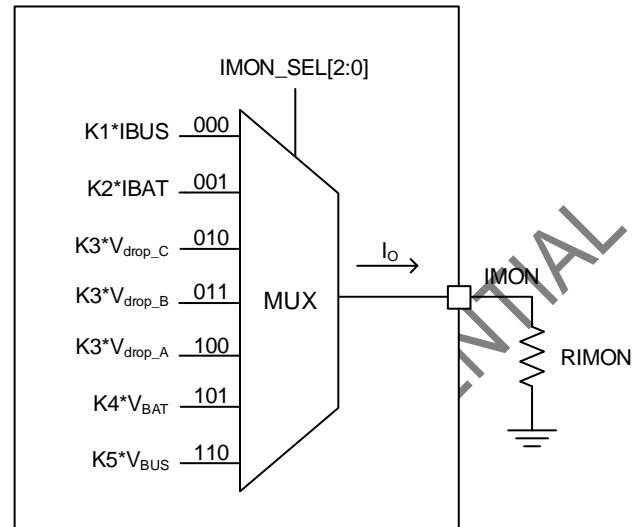 IMON_SEL[2:0]
K1*IBUS 000
K2*IBAT 001
K3*Vdrop_C 010
K3*Vdrop_B 011
K3*Vdrop_A 100
K4*VBAT 101
K5*VBUS 110
MUX
IO
IMON
RIMON